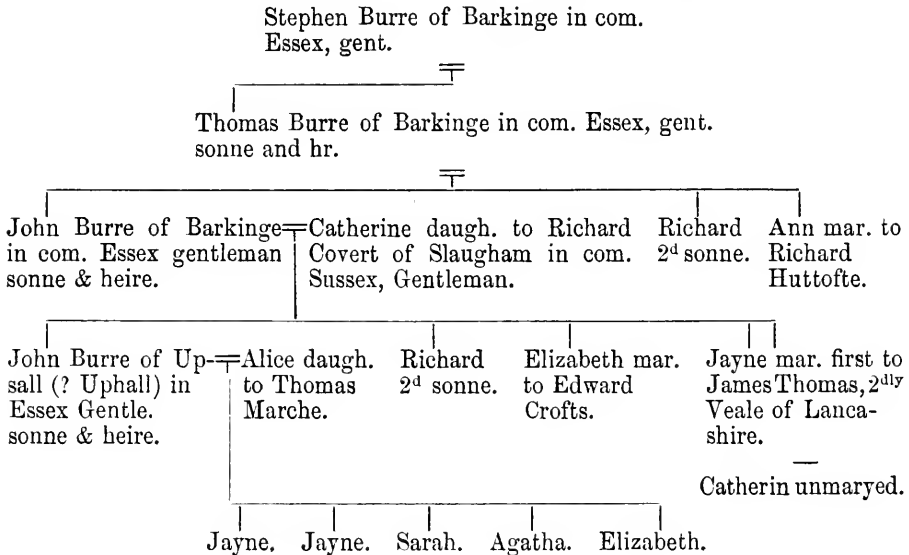 Stephen Burre of Barkinge in com.
Essex, gent.
Thomas Burre of Barkinge in com. Essex, gent.
sonne and hr.
John Burre of Barkinge
in com. Essex gentleman
sonne & heire.
Catherine daugh. to Richard
Covert of Slaugham in com.
Sussex, Gentleman.
Richard
2d sonne.
Ann mar. to
Richard
Huttofte.
John Burre of Up-
sall (? Uphall) in
Essex Gentle.
sonne & heire.
Alice daugh.
to Thomas
Marche.
Richard
2d sonne.
Elizabeth mar.
to Edward
Crofts.
Jayne mar. first to
James Thomas, 2dly
Veale of Lanca-
shire.
Catherin unmaryed.
Jayne. Jayne. Sarah. Agatha. Elizabeth.